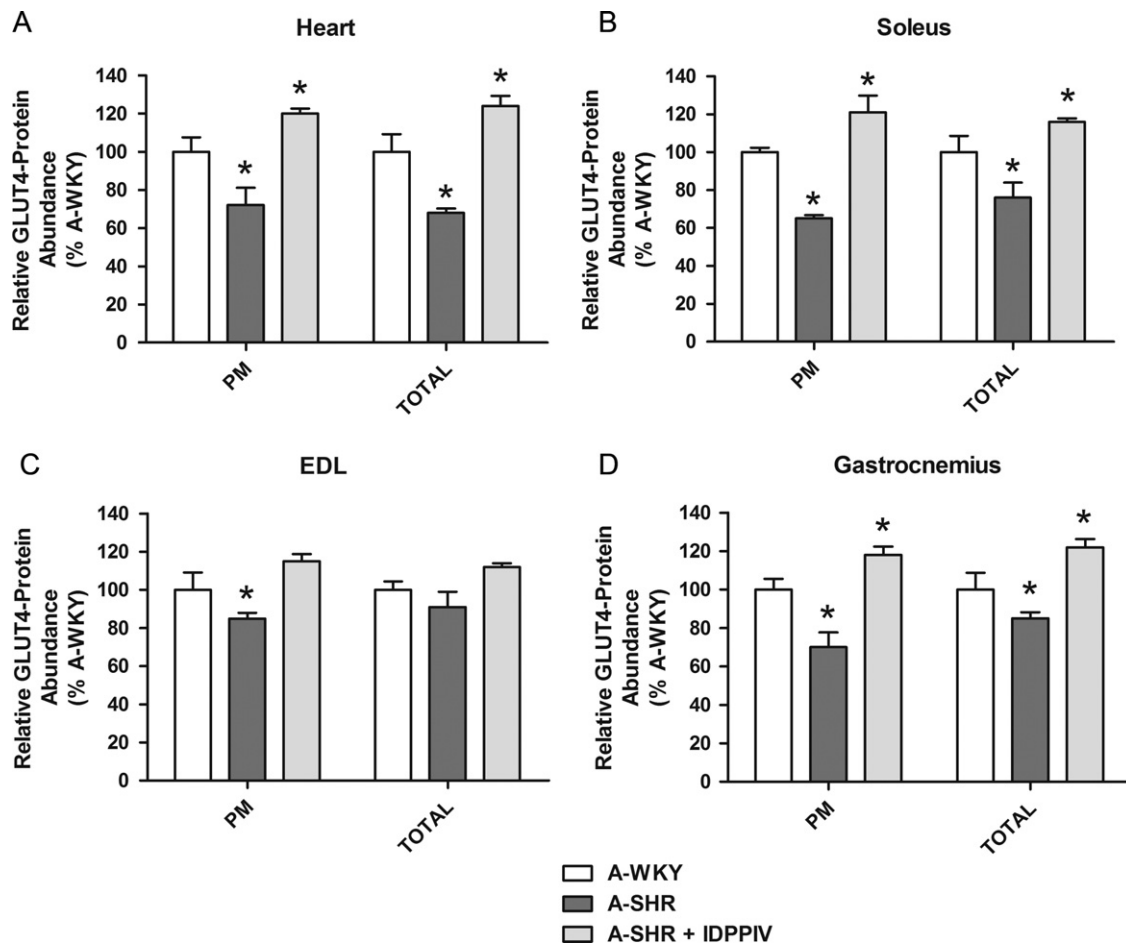 A
Heart
Relative GLUT4-Protein
Abundance
(% A-WKY)
140
120
100
80
60
40
20
0
*
*
*
*
PM
TOTAL
B
Soleus
Relative GLUT4-Protein
Abundance
(% A-WKY)
140
120
100
80
60
40
20
0
*
*
*
*
PM
TOTAL
C
EDL
Relative GLUT4-Protein
Abundance
(% A-WKY)
140
120
100
80
60
40
20
0
*
PM
TOTAL
D
Gastrocnemius
Relative GLUT4-Protein
Abundance
(% A-WKY)
140
120
100
80
60
40
20
0
*
*
*
*
PM
TOTAL
A-WKY
A-SHR
A-SHR + IDPPIV